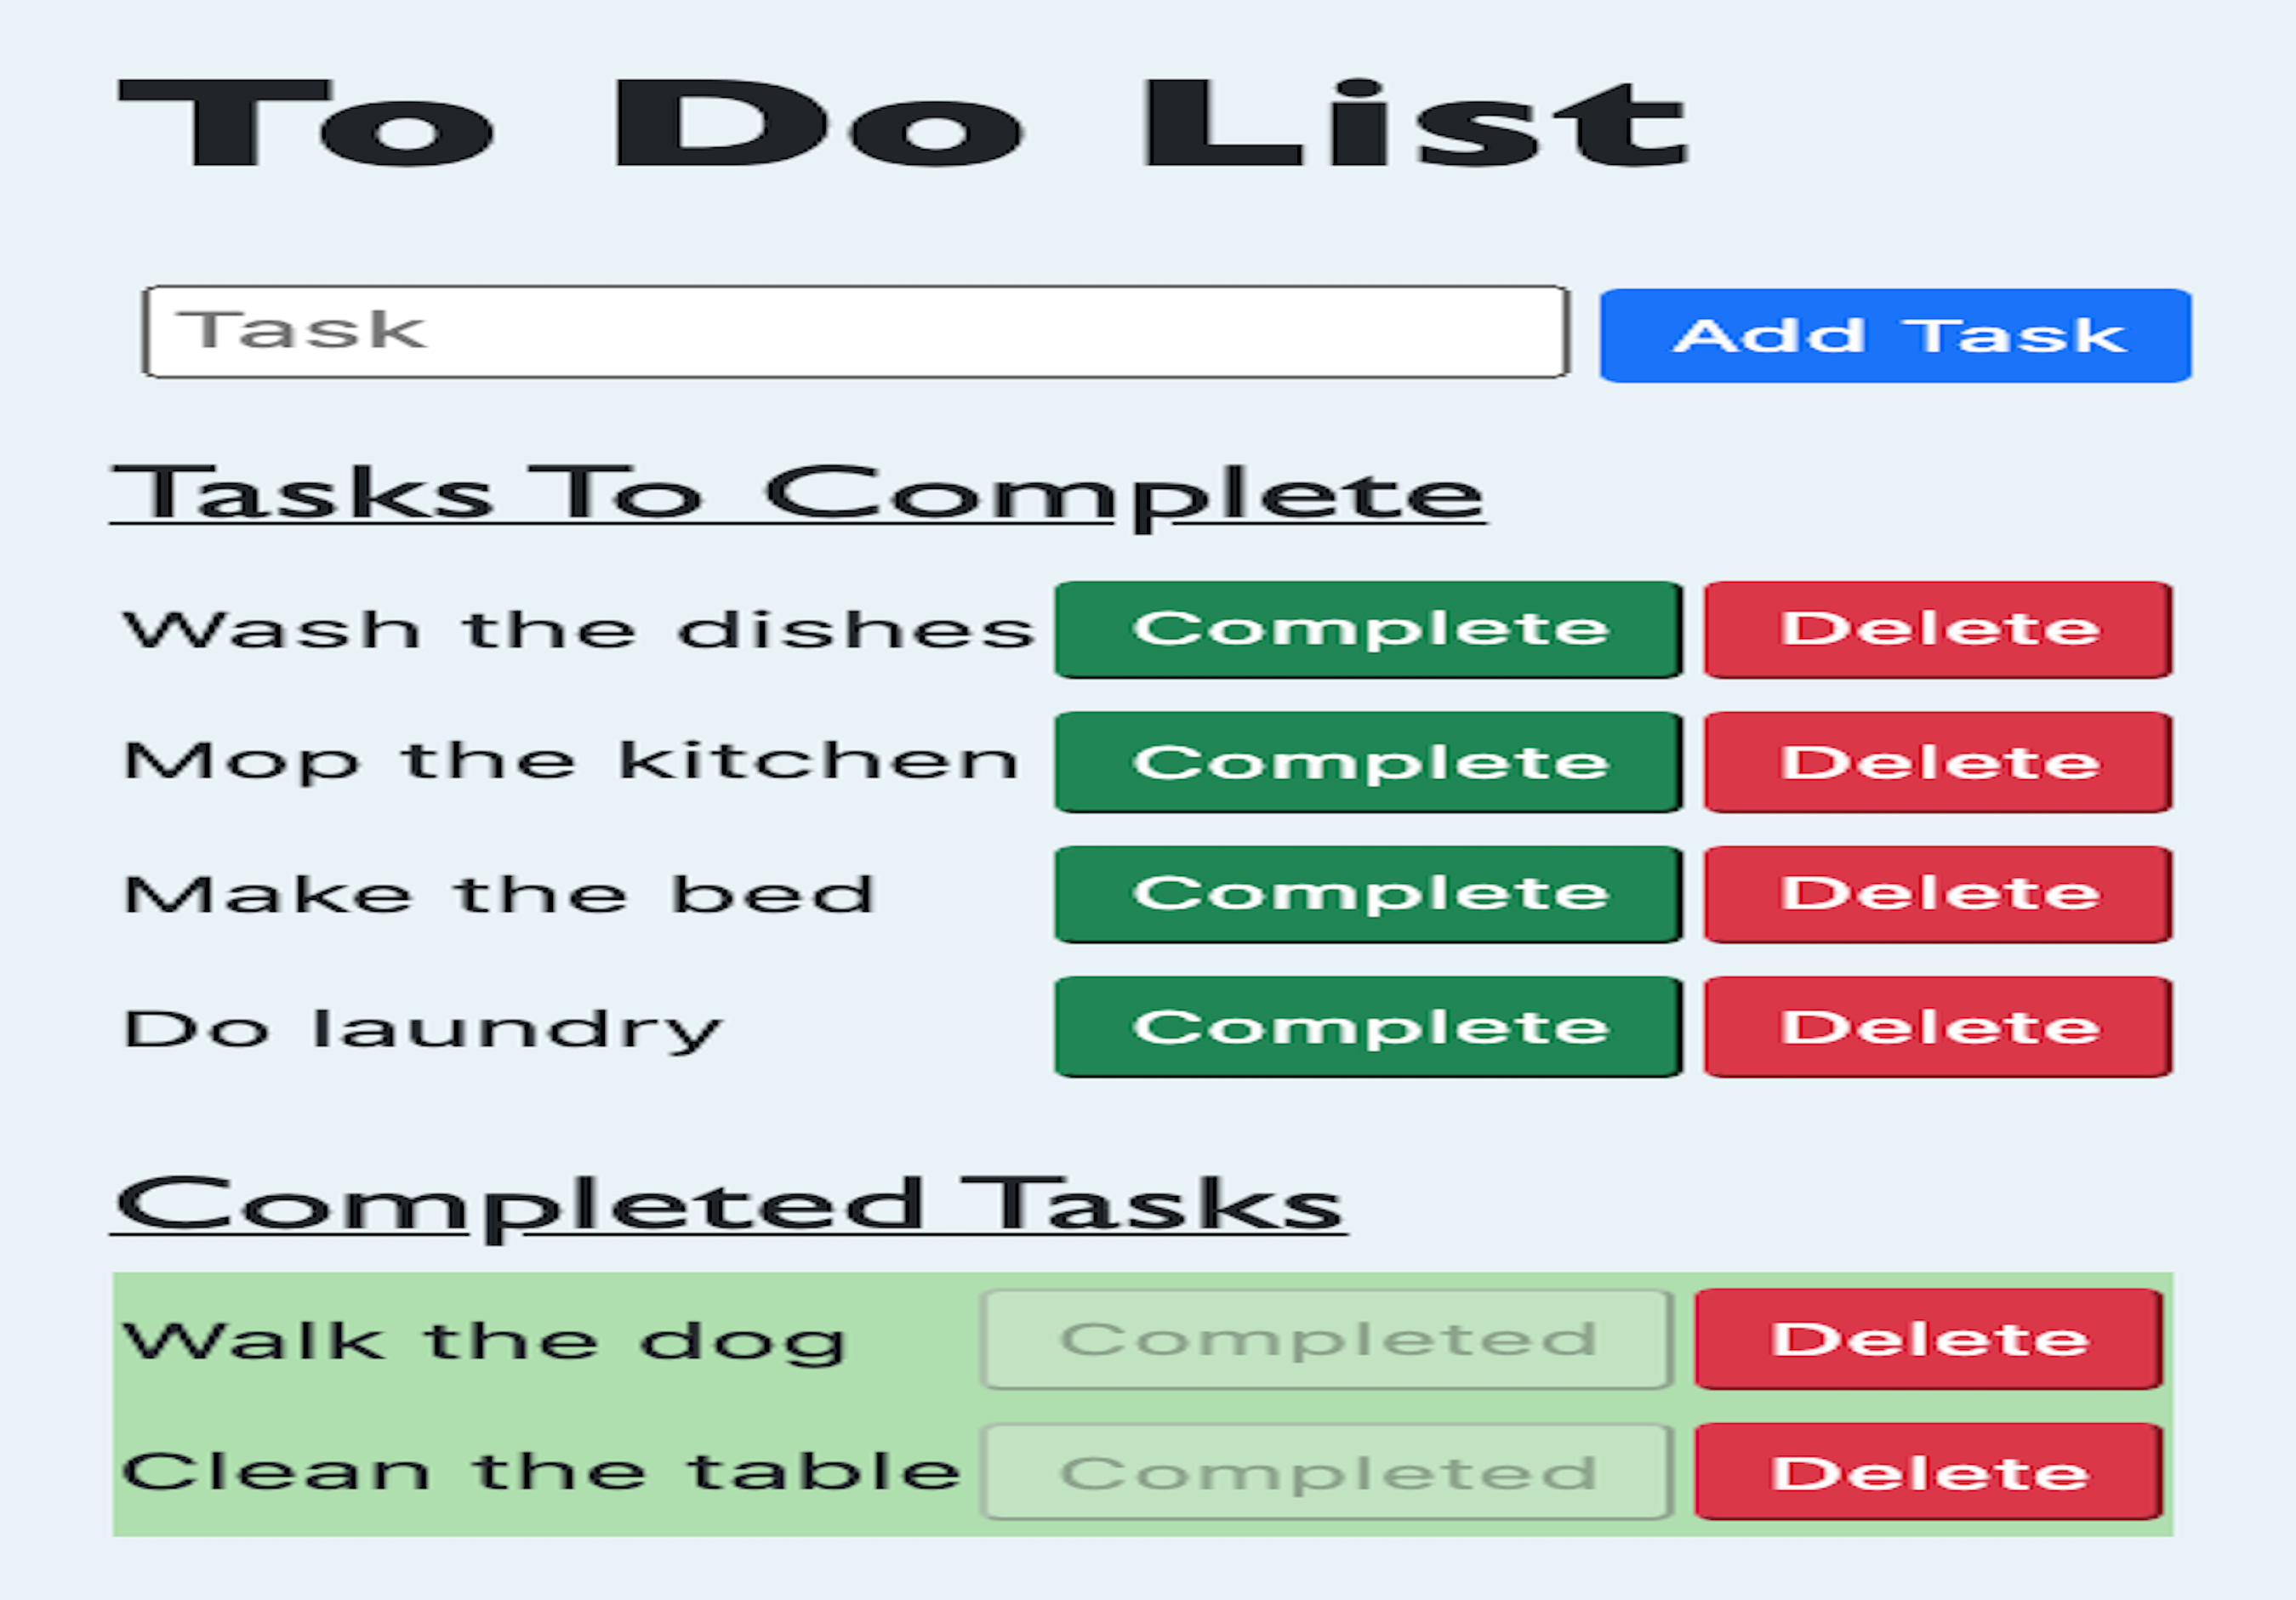 To Do List
Task Add Task
Tasks To Complete
Wash the dishes Complete Delete
Mop the kitchen Complete Delete
Make the bed Complete Delete
Do laundry Complete Delete
Completed Tasks
Walk the dog Completed Delete
Clean the table Completed Delete